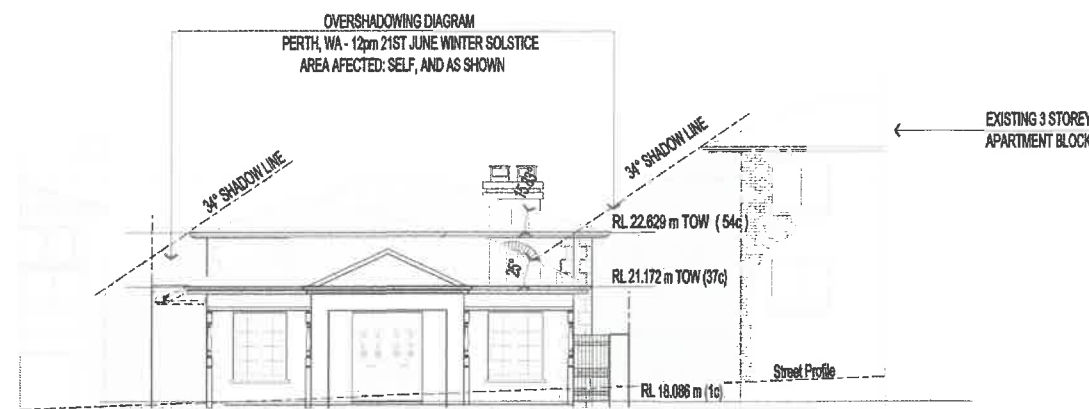 OVERSHADOWING DIAGRAM
PERTH, WA - 12pm 21ST JUNE WINTER SOLSTICE
AREA AFECTED: SELF, AND AS SHOWN
EXISTING 3 STOREY
APARTMENT BLOCK
34° SHADOW LINE
34° SHADOW LINE
RL 22.629 m TOW ( 54c )
25°
RL 21.172 m TOW (37c)
Street Profile
RL 18.086 m (1c)